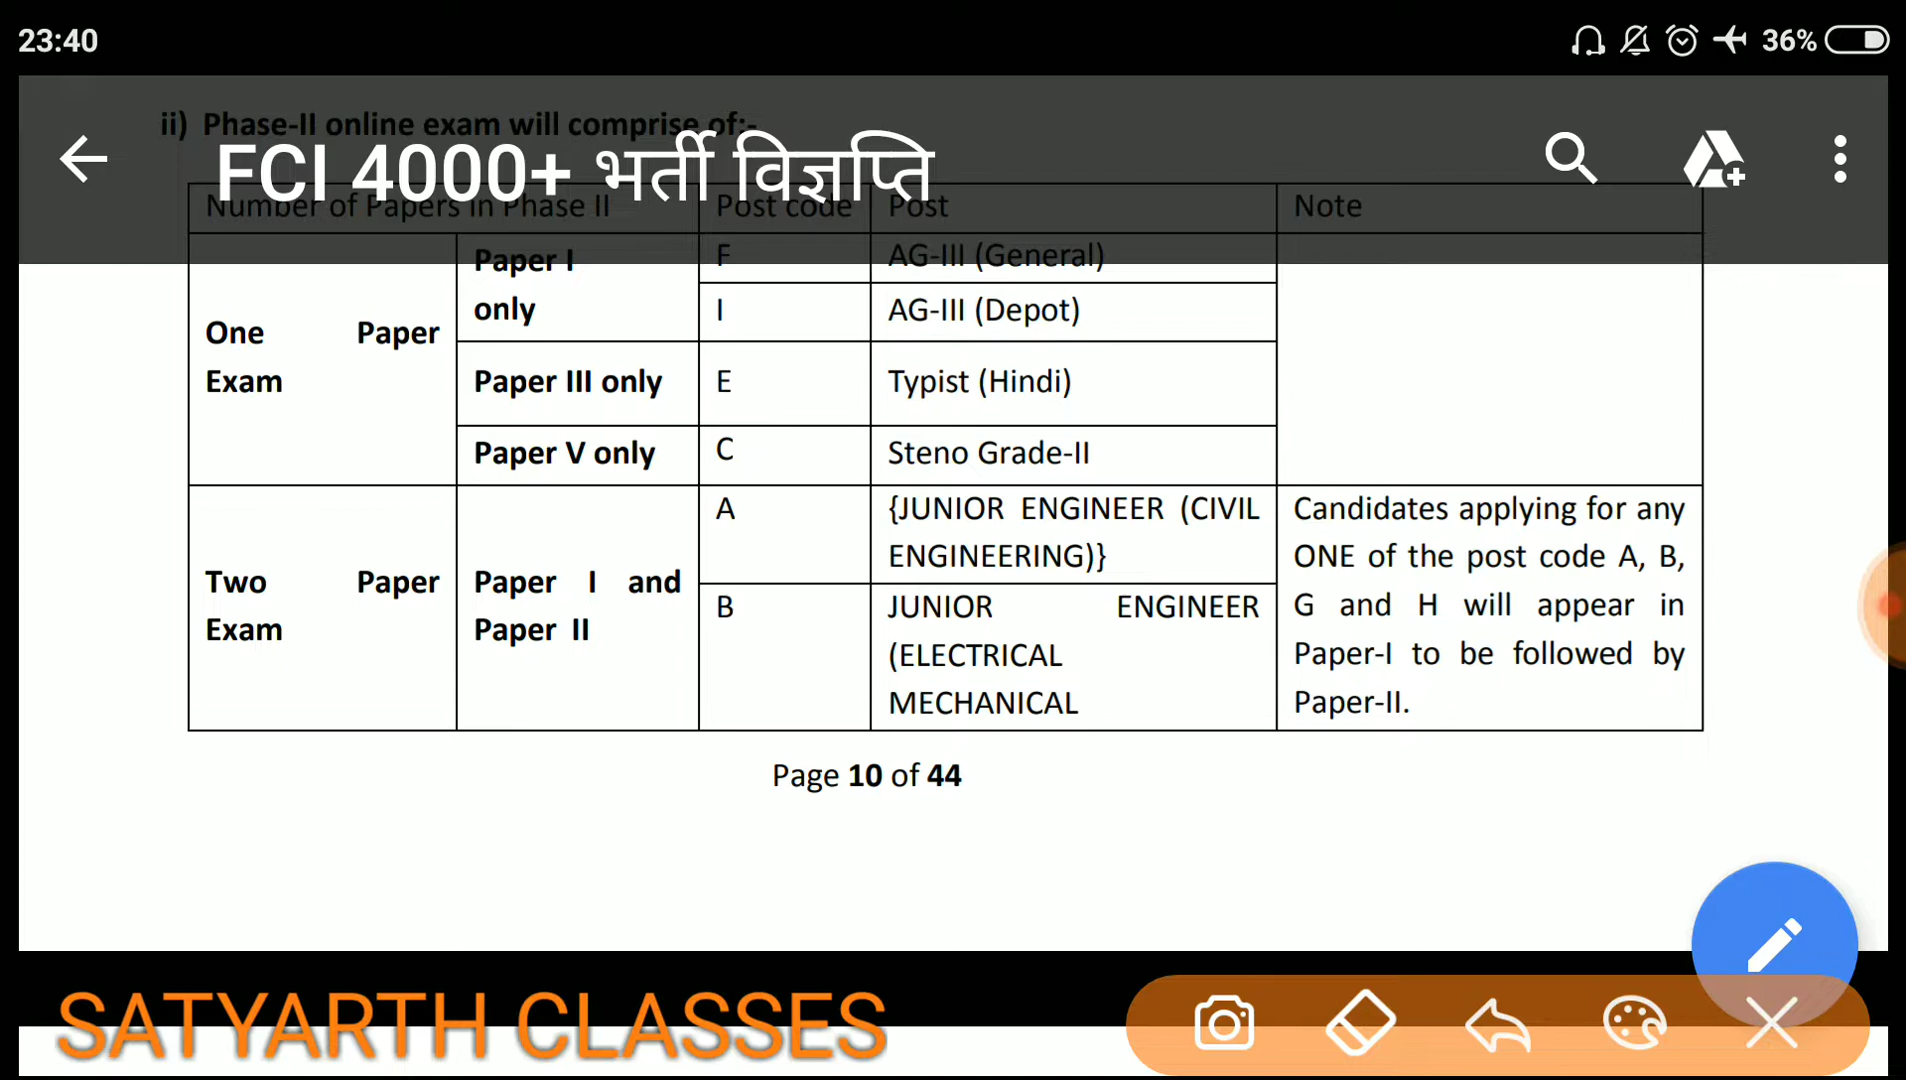 23:40
36%
ii) Phase-II online exam will comprise of:-
FCI 4000+ भर्ती विज्ञप्ति
Number of Papers in Phase II Post code Post Note
Paper I only F AG-III (General)
I AG-III (Depot)
One Paper Exam
Paper III only E Typist (Hindi)
Paper V only C Steno Grade-II
Two Paper Exam
Paper I and Paper II
A {JUNIOR ENGINEER (CIVIL
ENGINEERING)}
B JUNIOR ENGINEER
(ELECTRICAL
MECHANICAL
Candidates applying for any
ONE of the post code A, B,
G and H will appear in
Paper-I to be followed by
Paper-II.
Page 10 of 44
SATYARTH CLASSES